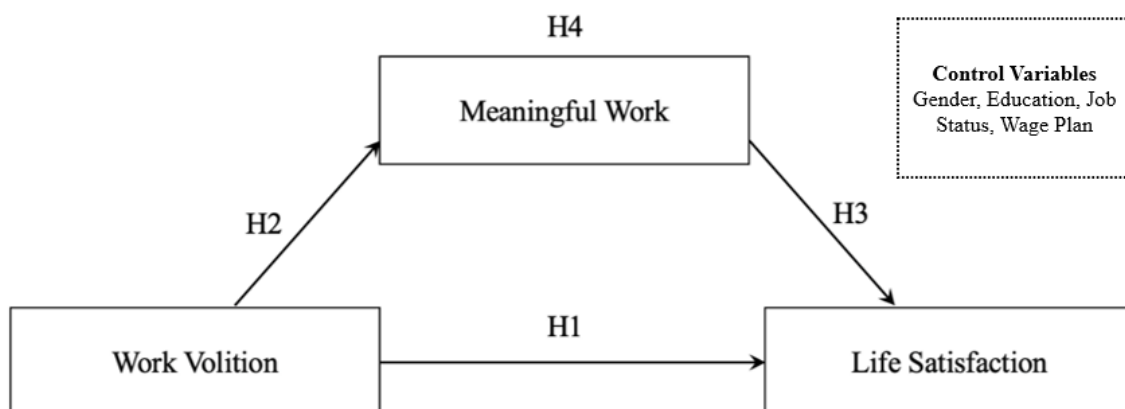 H4
Meaningful Work
Control Variables
Gender, Education, Job
Status, Wage Plan
H2
H3
H1
Work Volition
Life Satisfaction